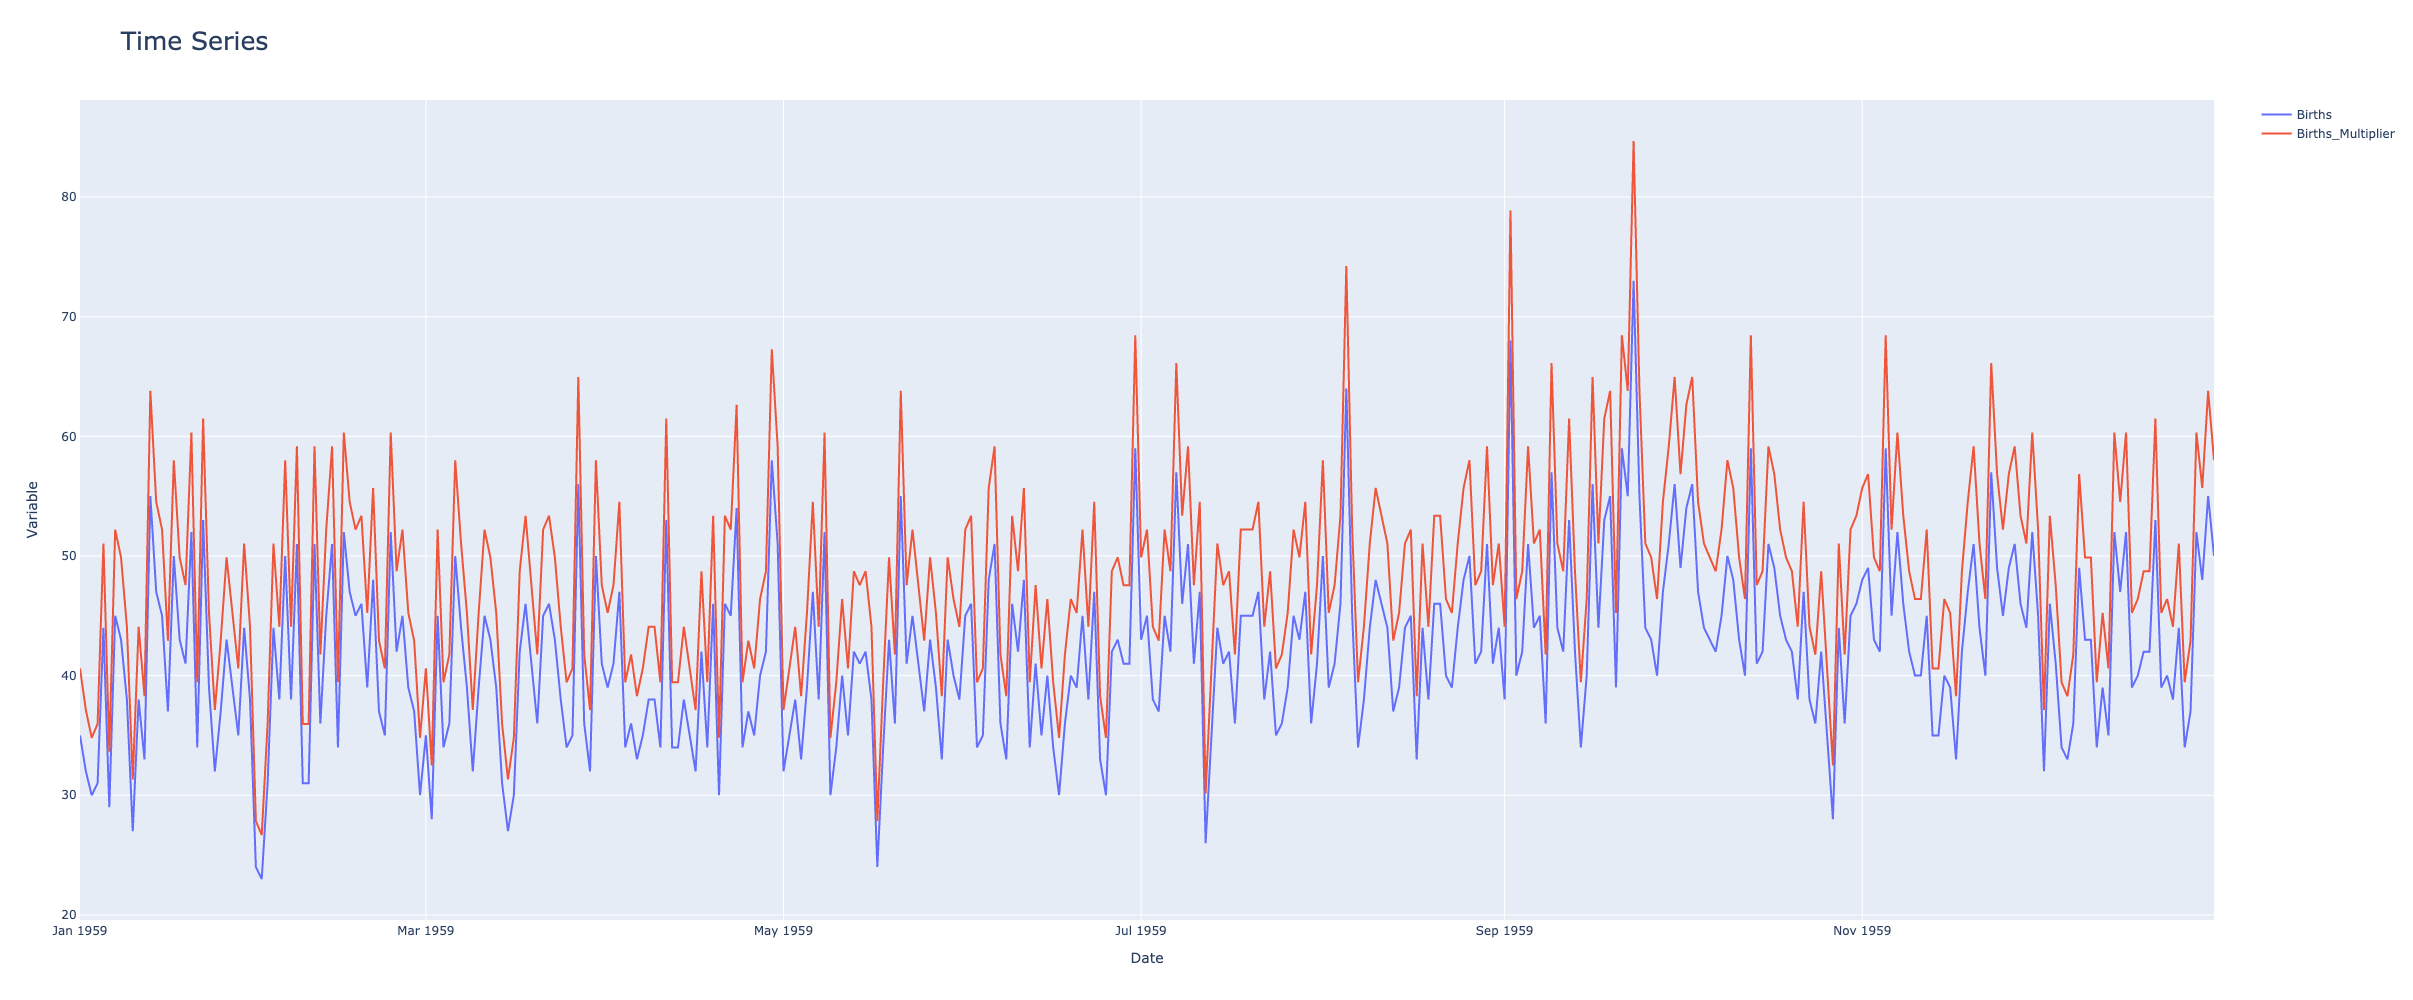 Time Series
Births
Births_Multiplier
80
70
60
50
40
30
20
Variable
Jan 1959 Mar 1959 May 1959 Jul 1959 Sep 1959 Nov 1959
Date